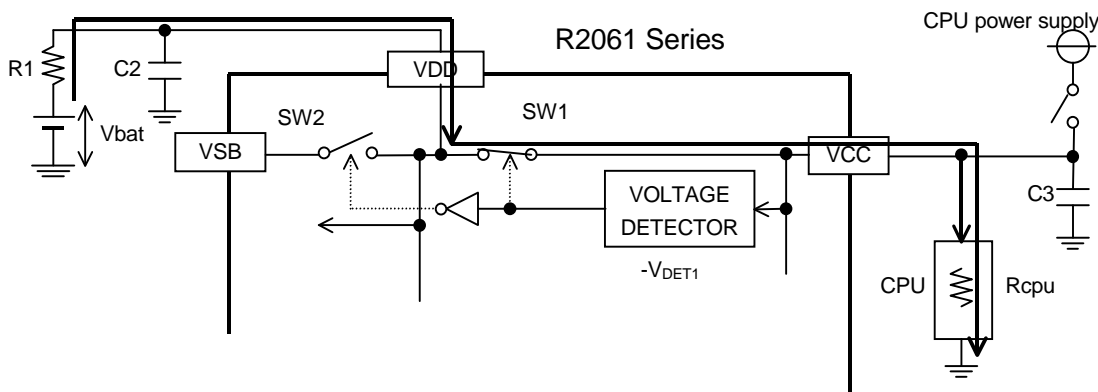 CPU power supply
R2061 Series
R1
C2
VDD
Vbat
SW2
SW1
VSB
VCC
C3
VOLTAGE
DETECTOR
-VDET1
CPU
Rcpu